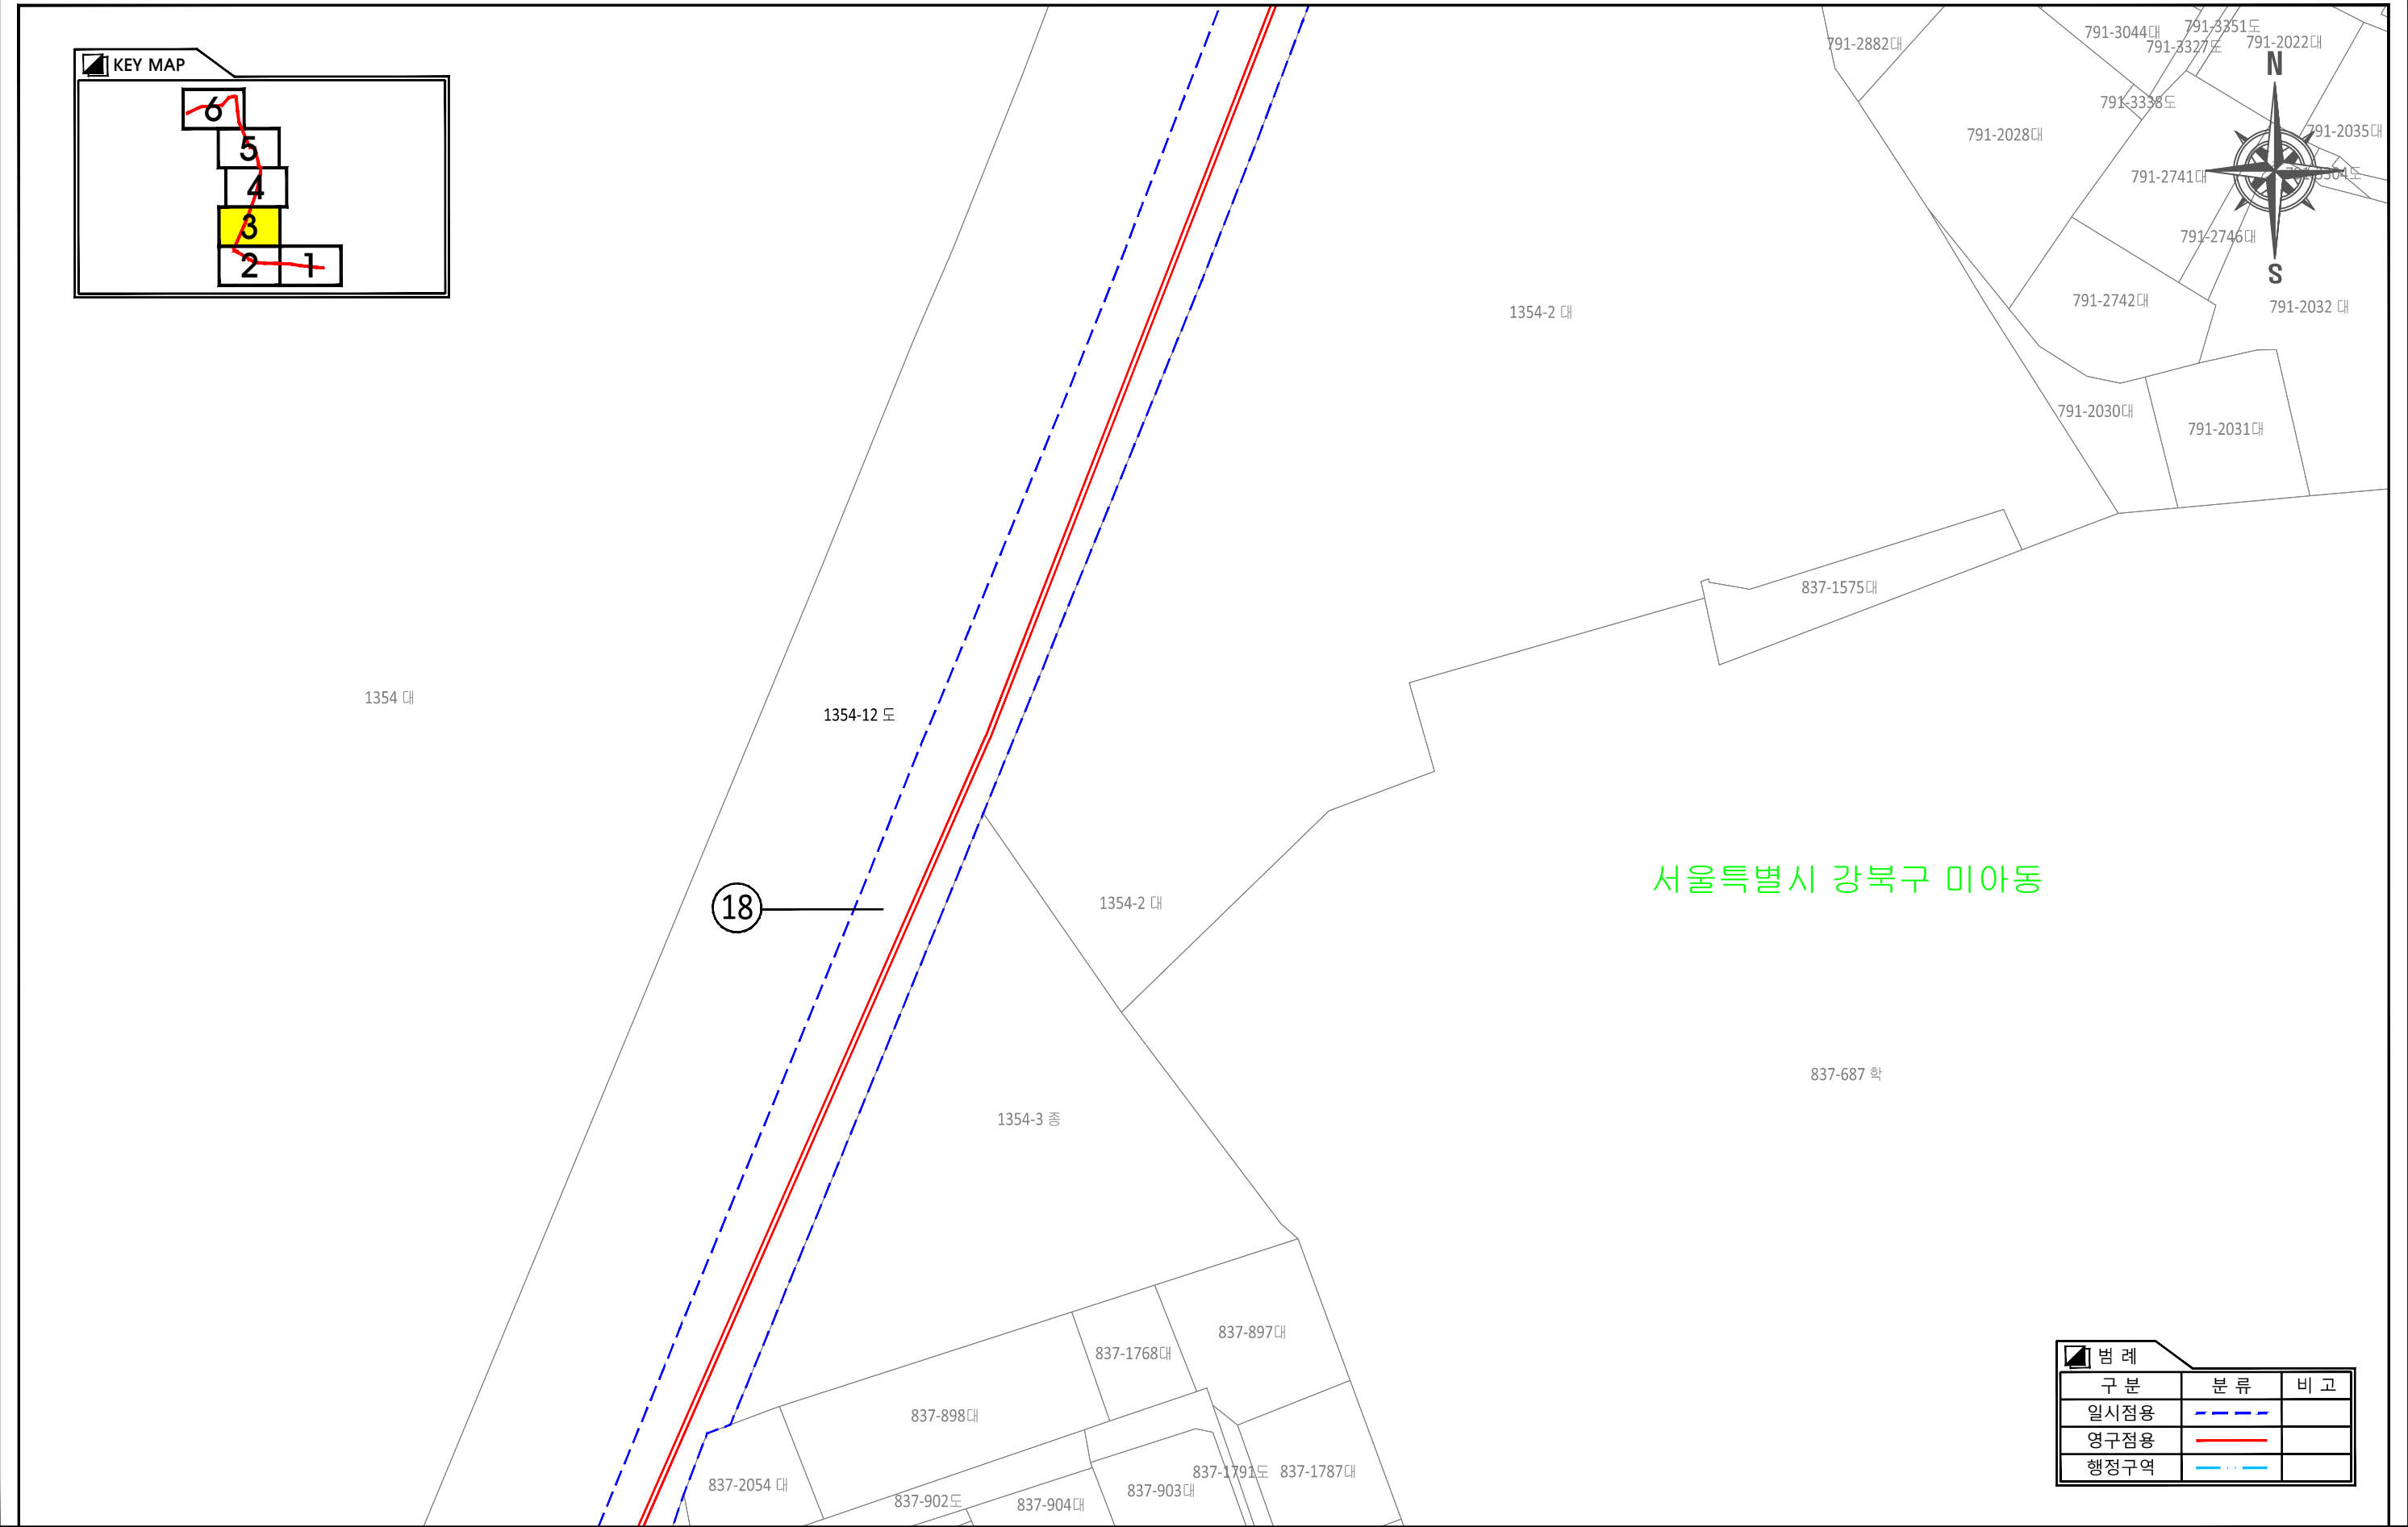 KEY MAP
6
5
4
3
2
1
791-2882대
791-3044대
791-3351도
791-3327도
791-2022대
N
791-3338도
791-2028대
791-2035대
791-2741대
791-3304도
791-2746대
S
791-2742대
791-2032 대
1354-2 대
791-2030대
791-2031대
837-1575대
1354 대
1354-12 도
서울특별시 강북구 미아동
18
1354-2 대
837-687 학
1354-3 종
837-897대
837-1768대
837-898대
837-1791도
837-1787대
837-2054 대
837-903대
837-902도
837-904대
범 례
구 분 분 류 비 고
일시점용
영구점용
행정구역